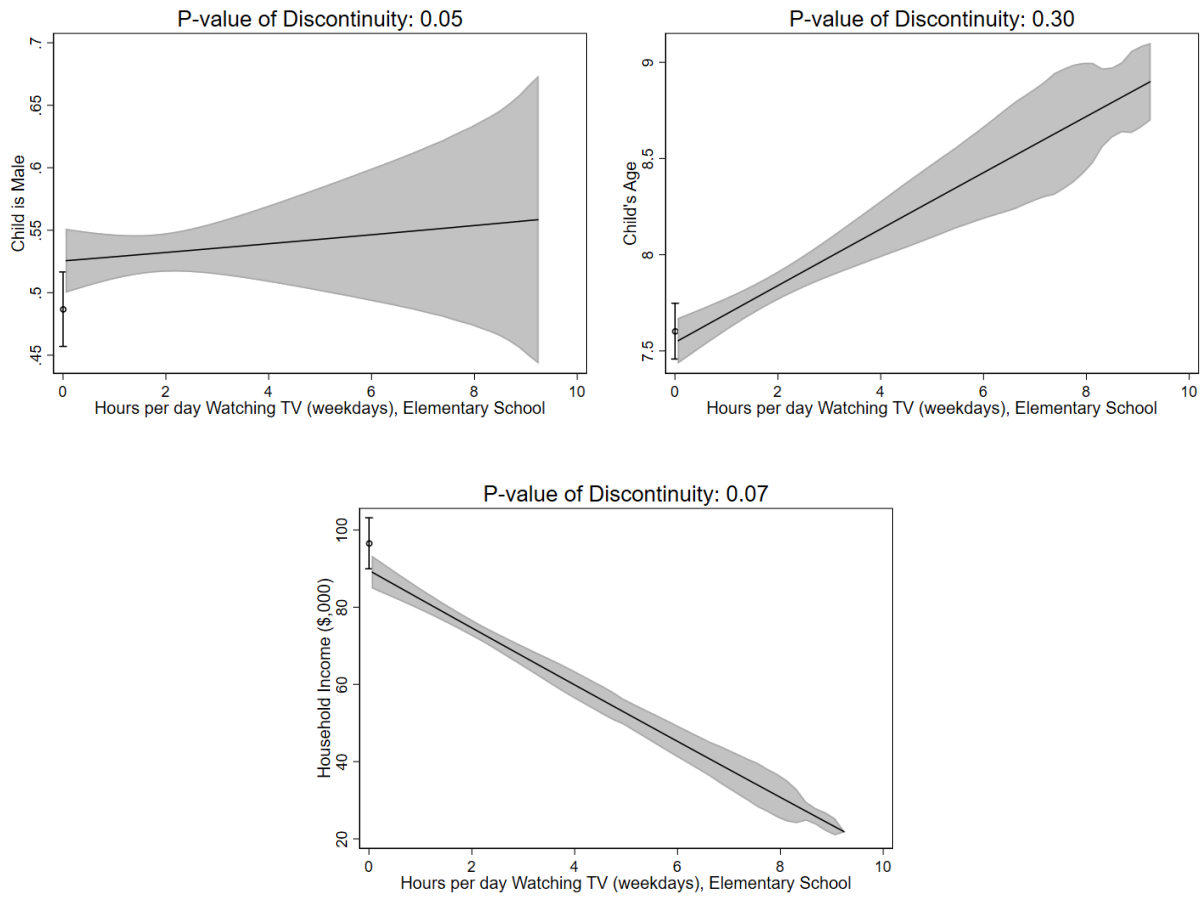 P-value of Discontinuity: 0.05
.7
.65
.6
.55
.5
.45
Child is Male
0 2 4 6 8 10
Hours per day Watching TV (weekdays), Elementary School
P-value of Discontinuity: 0.30
9
8.5
8
7.5
Child's Age
0 2 4 6 8 10
Hours per day Watching TV (weekdays), Elementary School
P-value of Discontinuity: 0.07
100
80
60
40
20
Household Income ($,000)
0 2 4 6 8 10
Hours per day Watching TV (weekdays), Elementary School